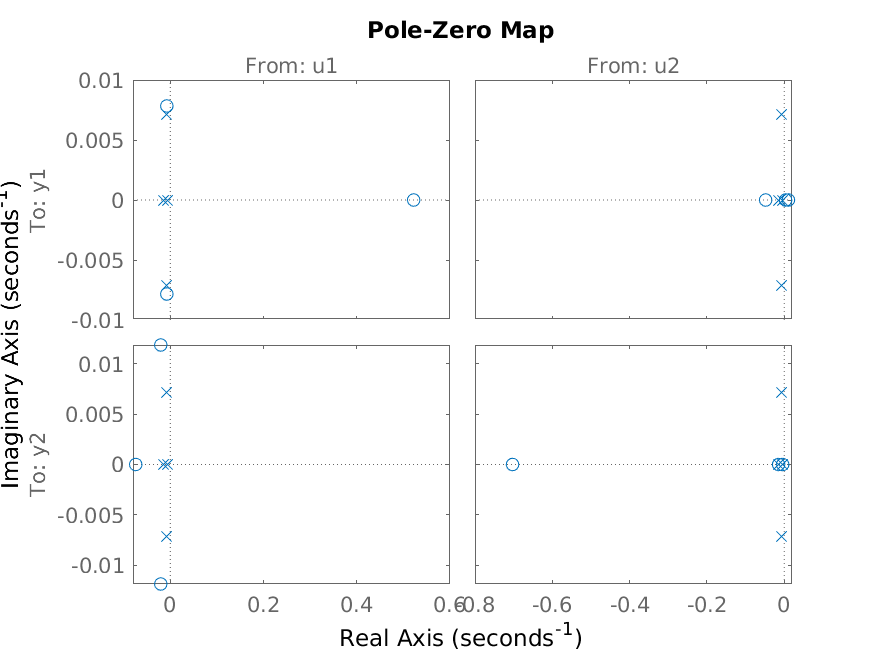 Pole-Zero Map
From: u1
From: u2
0.01
0.005
0
-0.005
-0.01
To: y1
0.01
0.005
0
-0.005
-0.01
To: y2
Imaginary Axis (seconds-1)
0
0.2
0.4
0.6
-0.8
-0.6
-0.4
-0.2
0
Real Axis (seconds-1)